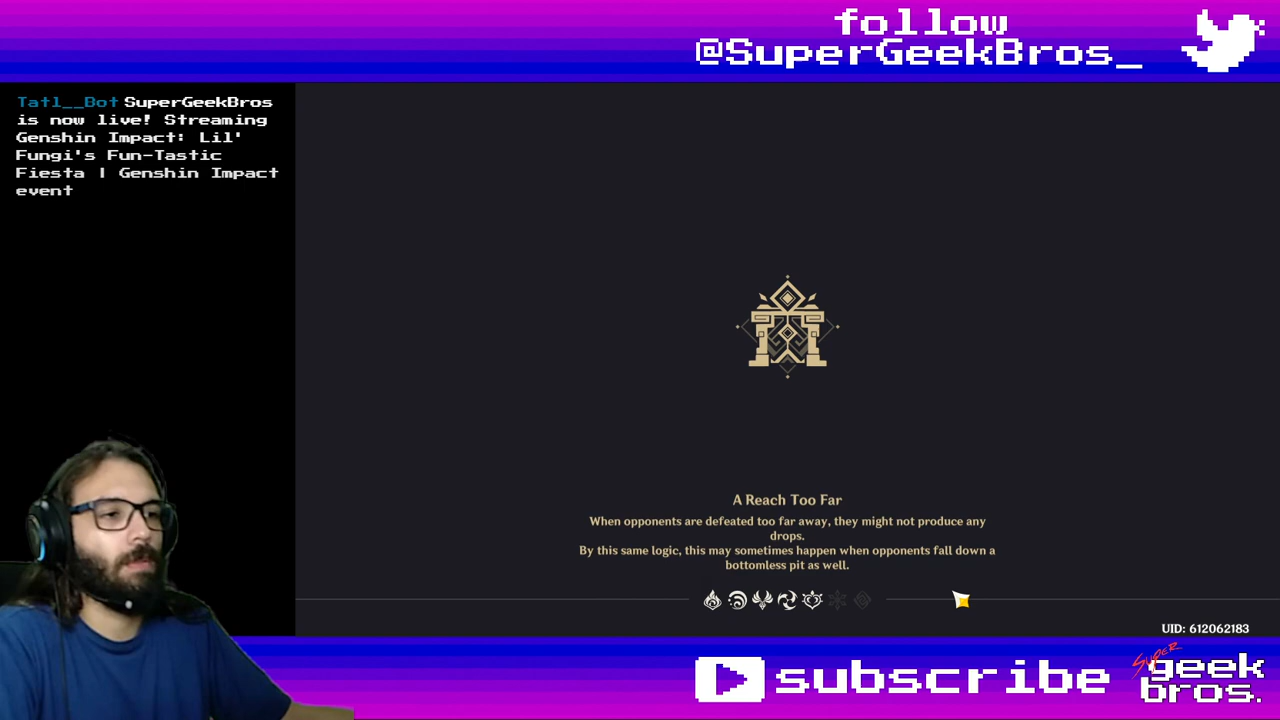 follow
@SuperGeekBros_
Tatl__Bot SuperGeekBros
is now live! Streaming
Genshin Impact: Lil'
Fungi's Fun-Tastic
Fiesta | Genshin Impact
event
A Reach Too Far
When opponents are defeated too far away, they might not produce any
drops.
By this same logic, this may sometimes happen when opponents fall down a
bottomless pit as well.
UID: 612062183
subscribe
SUPER
geek
bros.